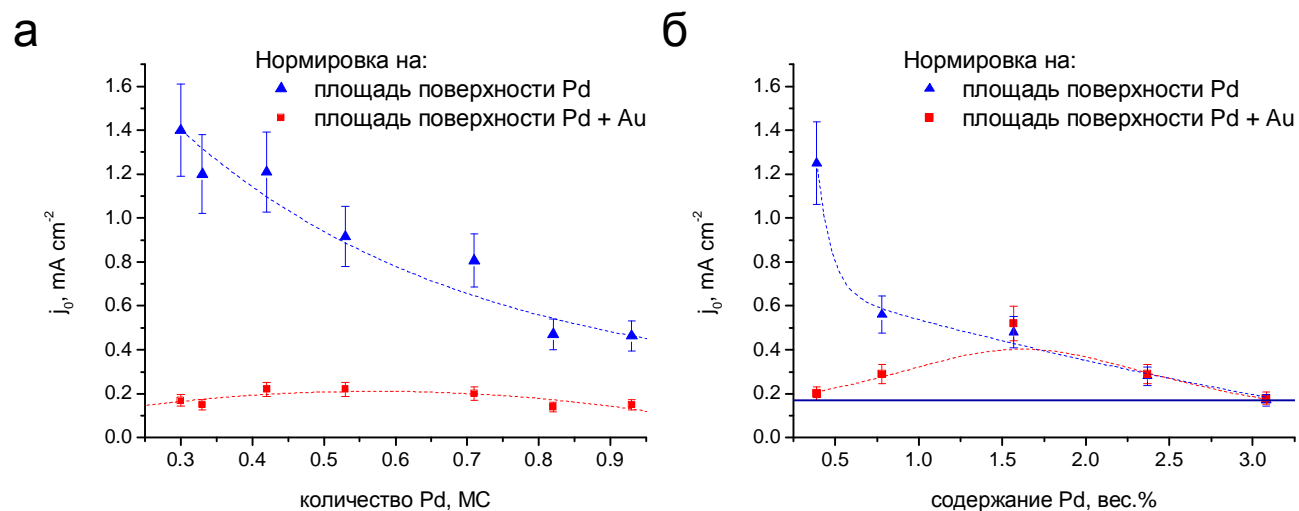 а
Нормировка на:
площадь поверхности Pd
площадь поверхности Pd + Au
1.6
1.4
1.2
1.0
0.8
0.6
0.4
0.2
0.0
j₀, mA cm⁻²
0.3 0.4 0.5 0.6 0.7 0.8 0.9
количество Pd, МС
б
Нормировка на:
площадь поверхности Pd
площадь поверхности Pd + Au
1.6
1.4
1.2
1.0
0.8
0.6
0.4
0.2
0.0
j₀, mA cm⁻²
0.5 1.0 1.5 2.0 2.5 3.0
содержание Pd, вес.%